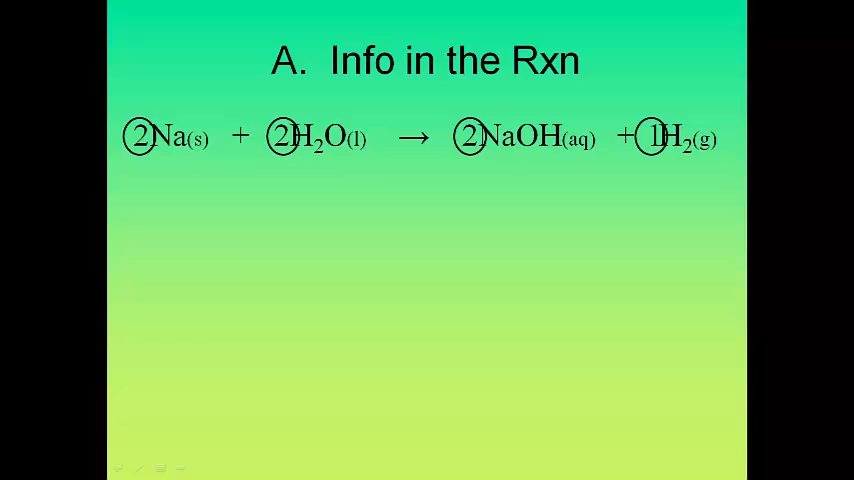 A. Info in the Rxn
2Na(s) + 2H₂O(l) → 2NaOH(aq) + 1H₂(g)